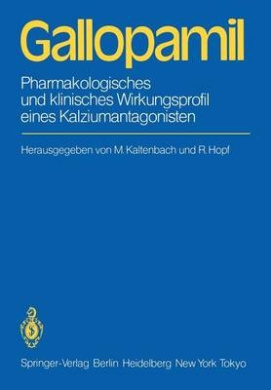 Gallopamil
Pharmakologisches
und klinisches Wirkungsprofil
eines Kalziumantagonisten
Herausgegeben von M. Kaltenbach und R. Hopf
Springer-Verlag Berlin Heidelberg New York Tokyo